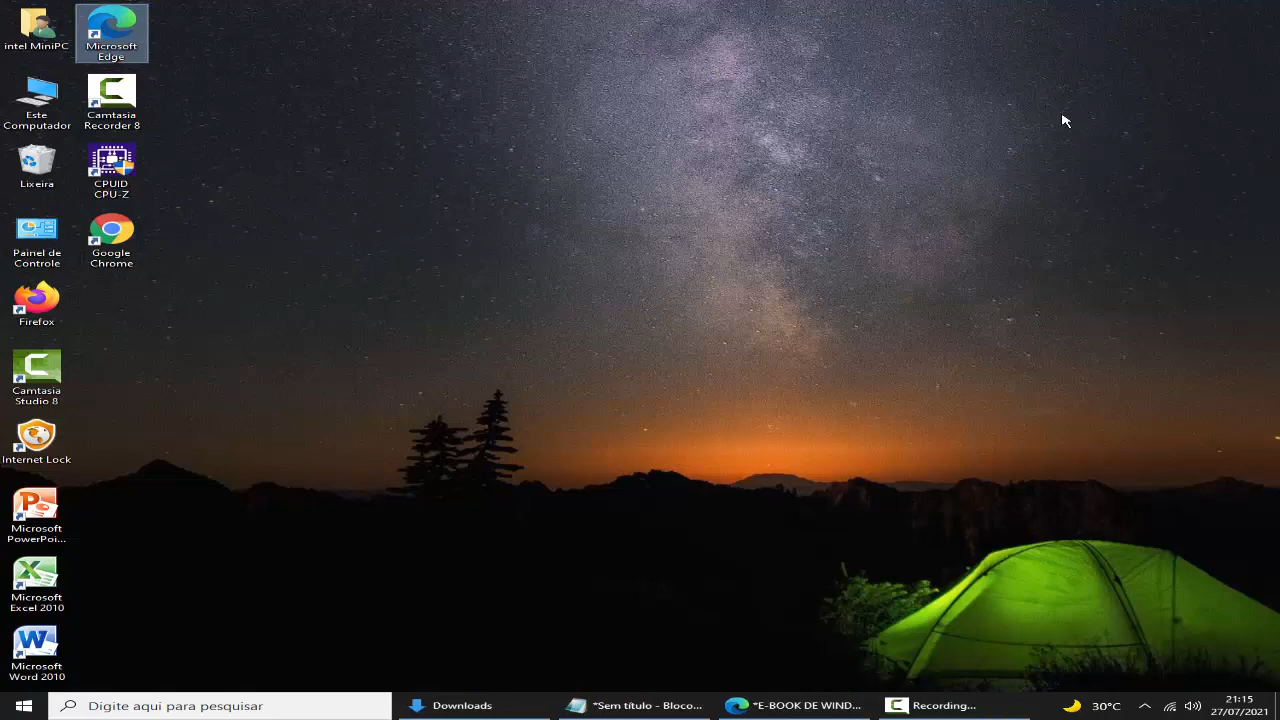 intel MiniPC
Microsoft
Edge
Este
Computador
Camtasia
Recorder 8
Lixeira
CPUID
CPU-Z
Painel de
Controle
Google
Chrome
Firefox
Camtasia
Studio 8
Internet Lock
Microsoft
PowerPoi...
Microsoft
Excel 2010
Microsoft
Word 2010
Digite aqui para pesquisar
Downloads
*Sem título - Bloco...
*E-BOOK DE WIND...
Recording...
30°C
21:15
27/07/2021